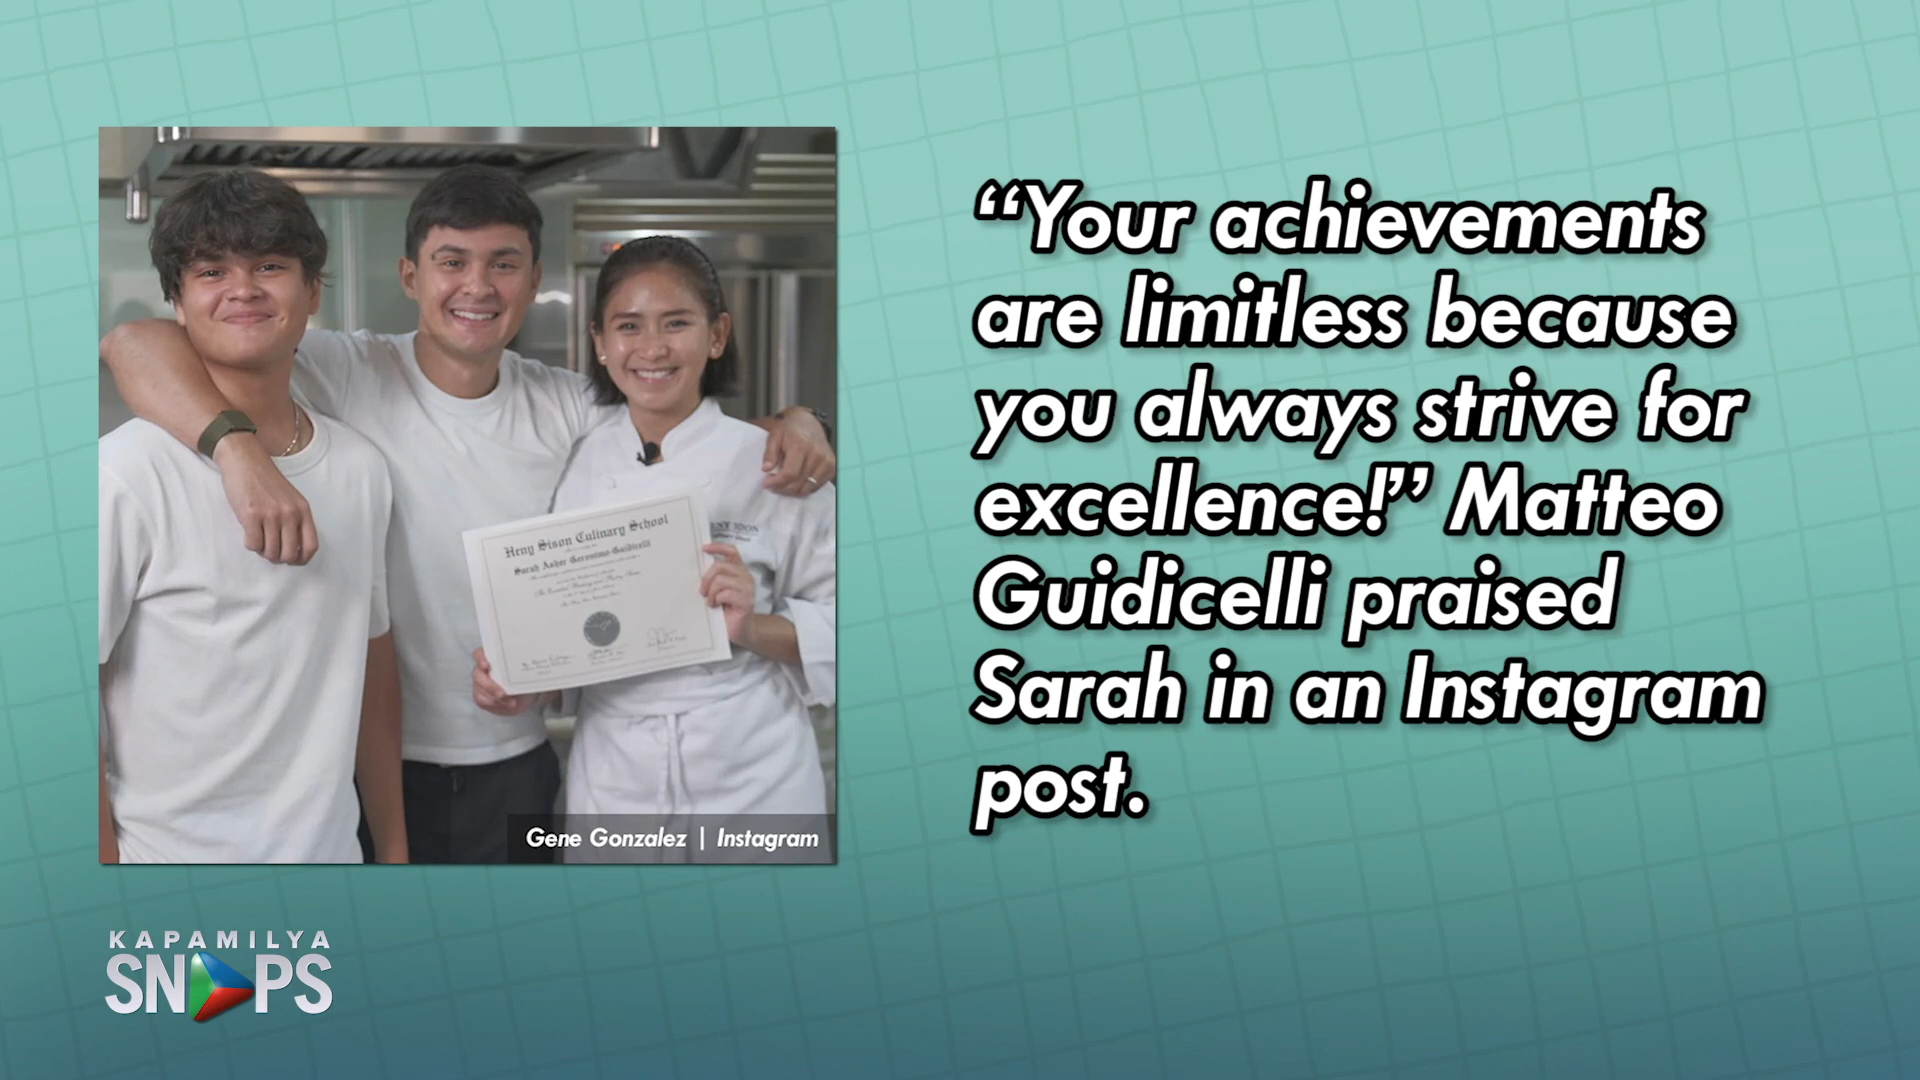 “Your achievements
are limitless because
you always strive for
excellence!” Matteo
Guidicelli praised
Sarah in an Instagram
post.
Heny Sison Culinary School
Sarah Asher Geronimo-Guidicelli
Gene Gonzalez | Instagram
KAPAMILYA
SNAPS